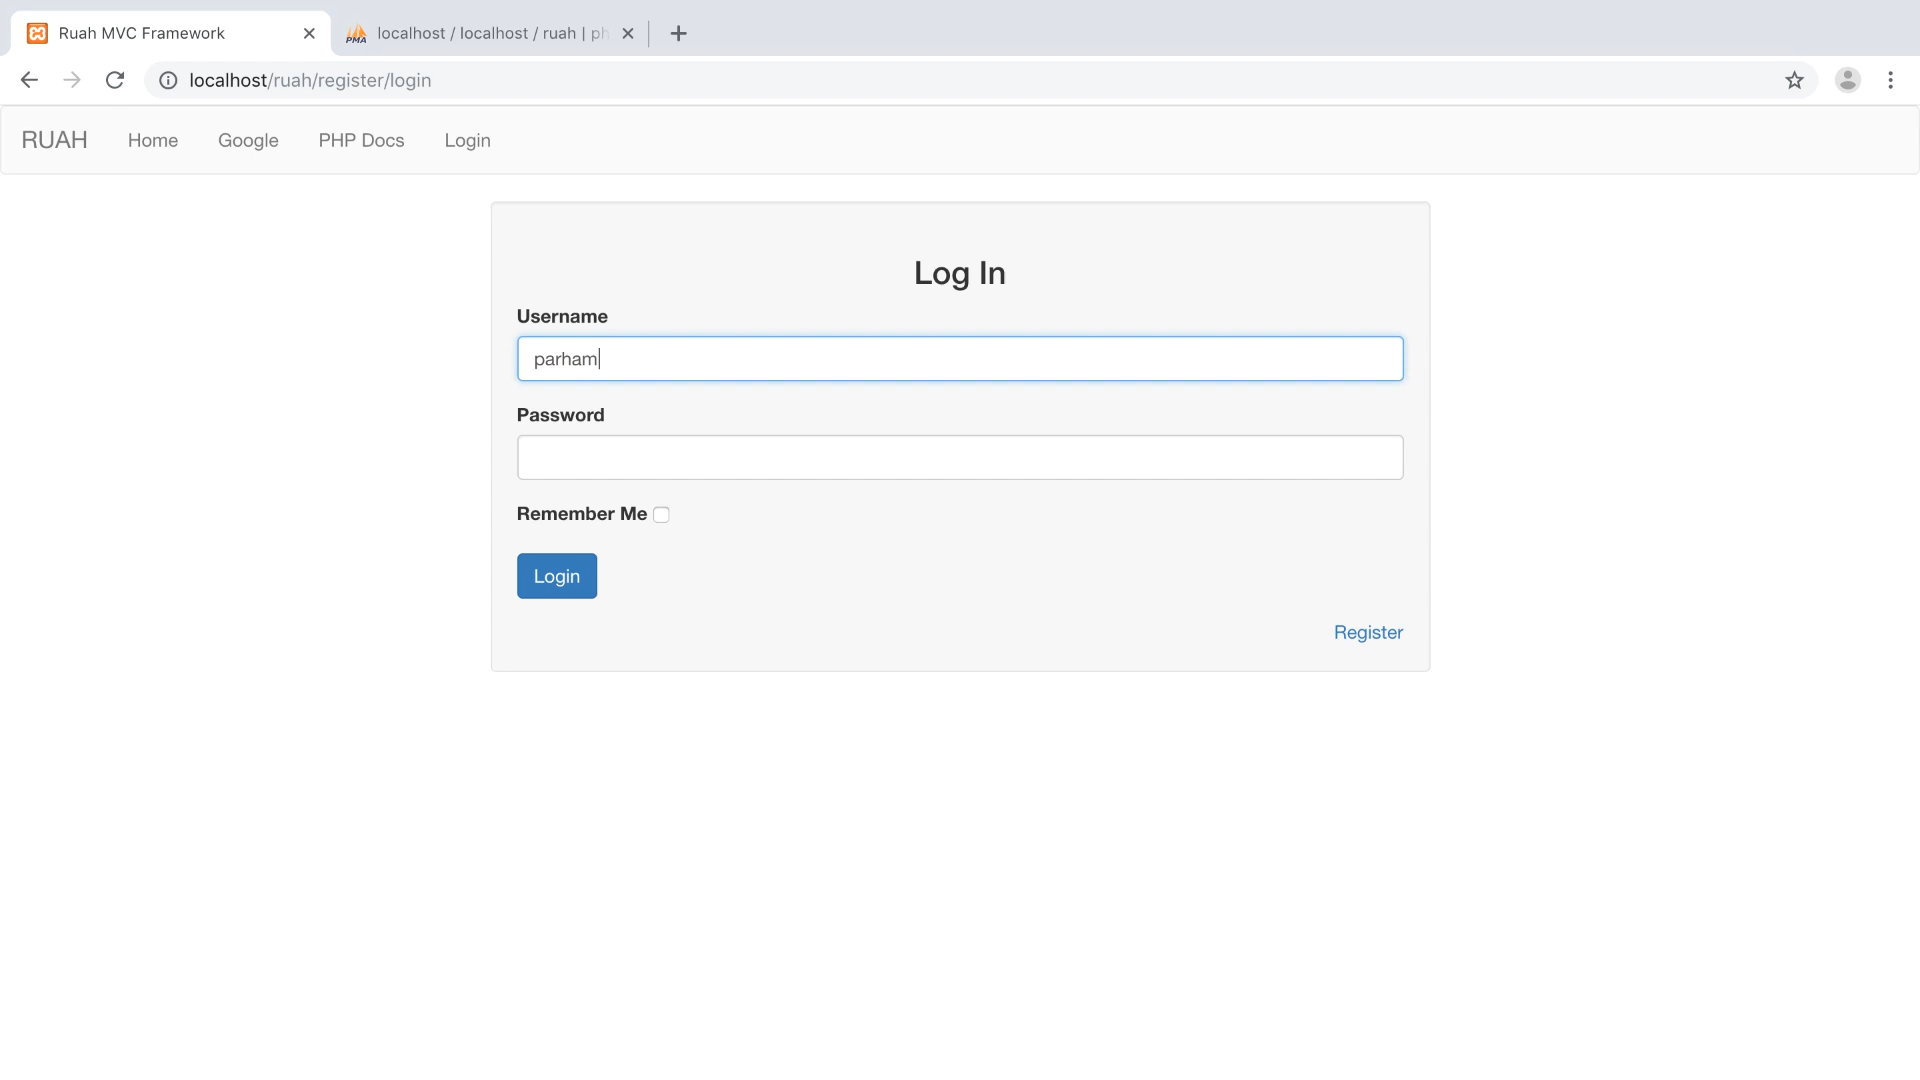 Ruah MVC Framework
localhost / localhost / ruah | ph
localhost/ruah/register/login
RUAH Home Google PHP Docs Login
Log In
Username
parham
Password
Remember Me
Login
Register